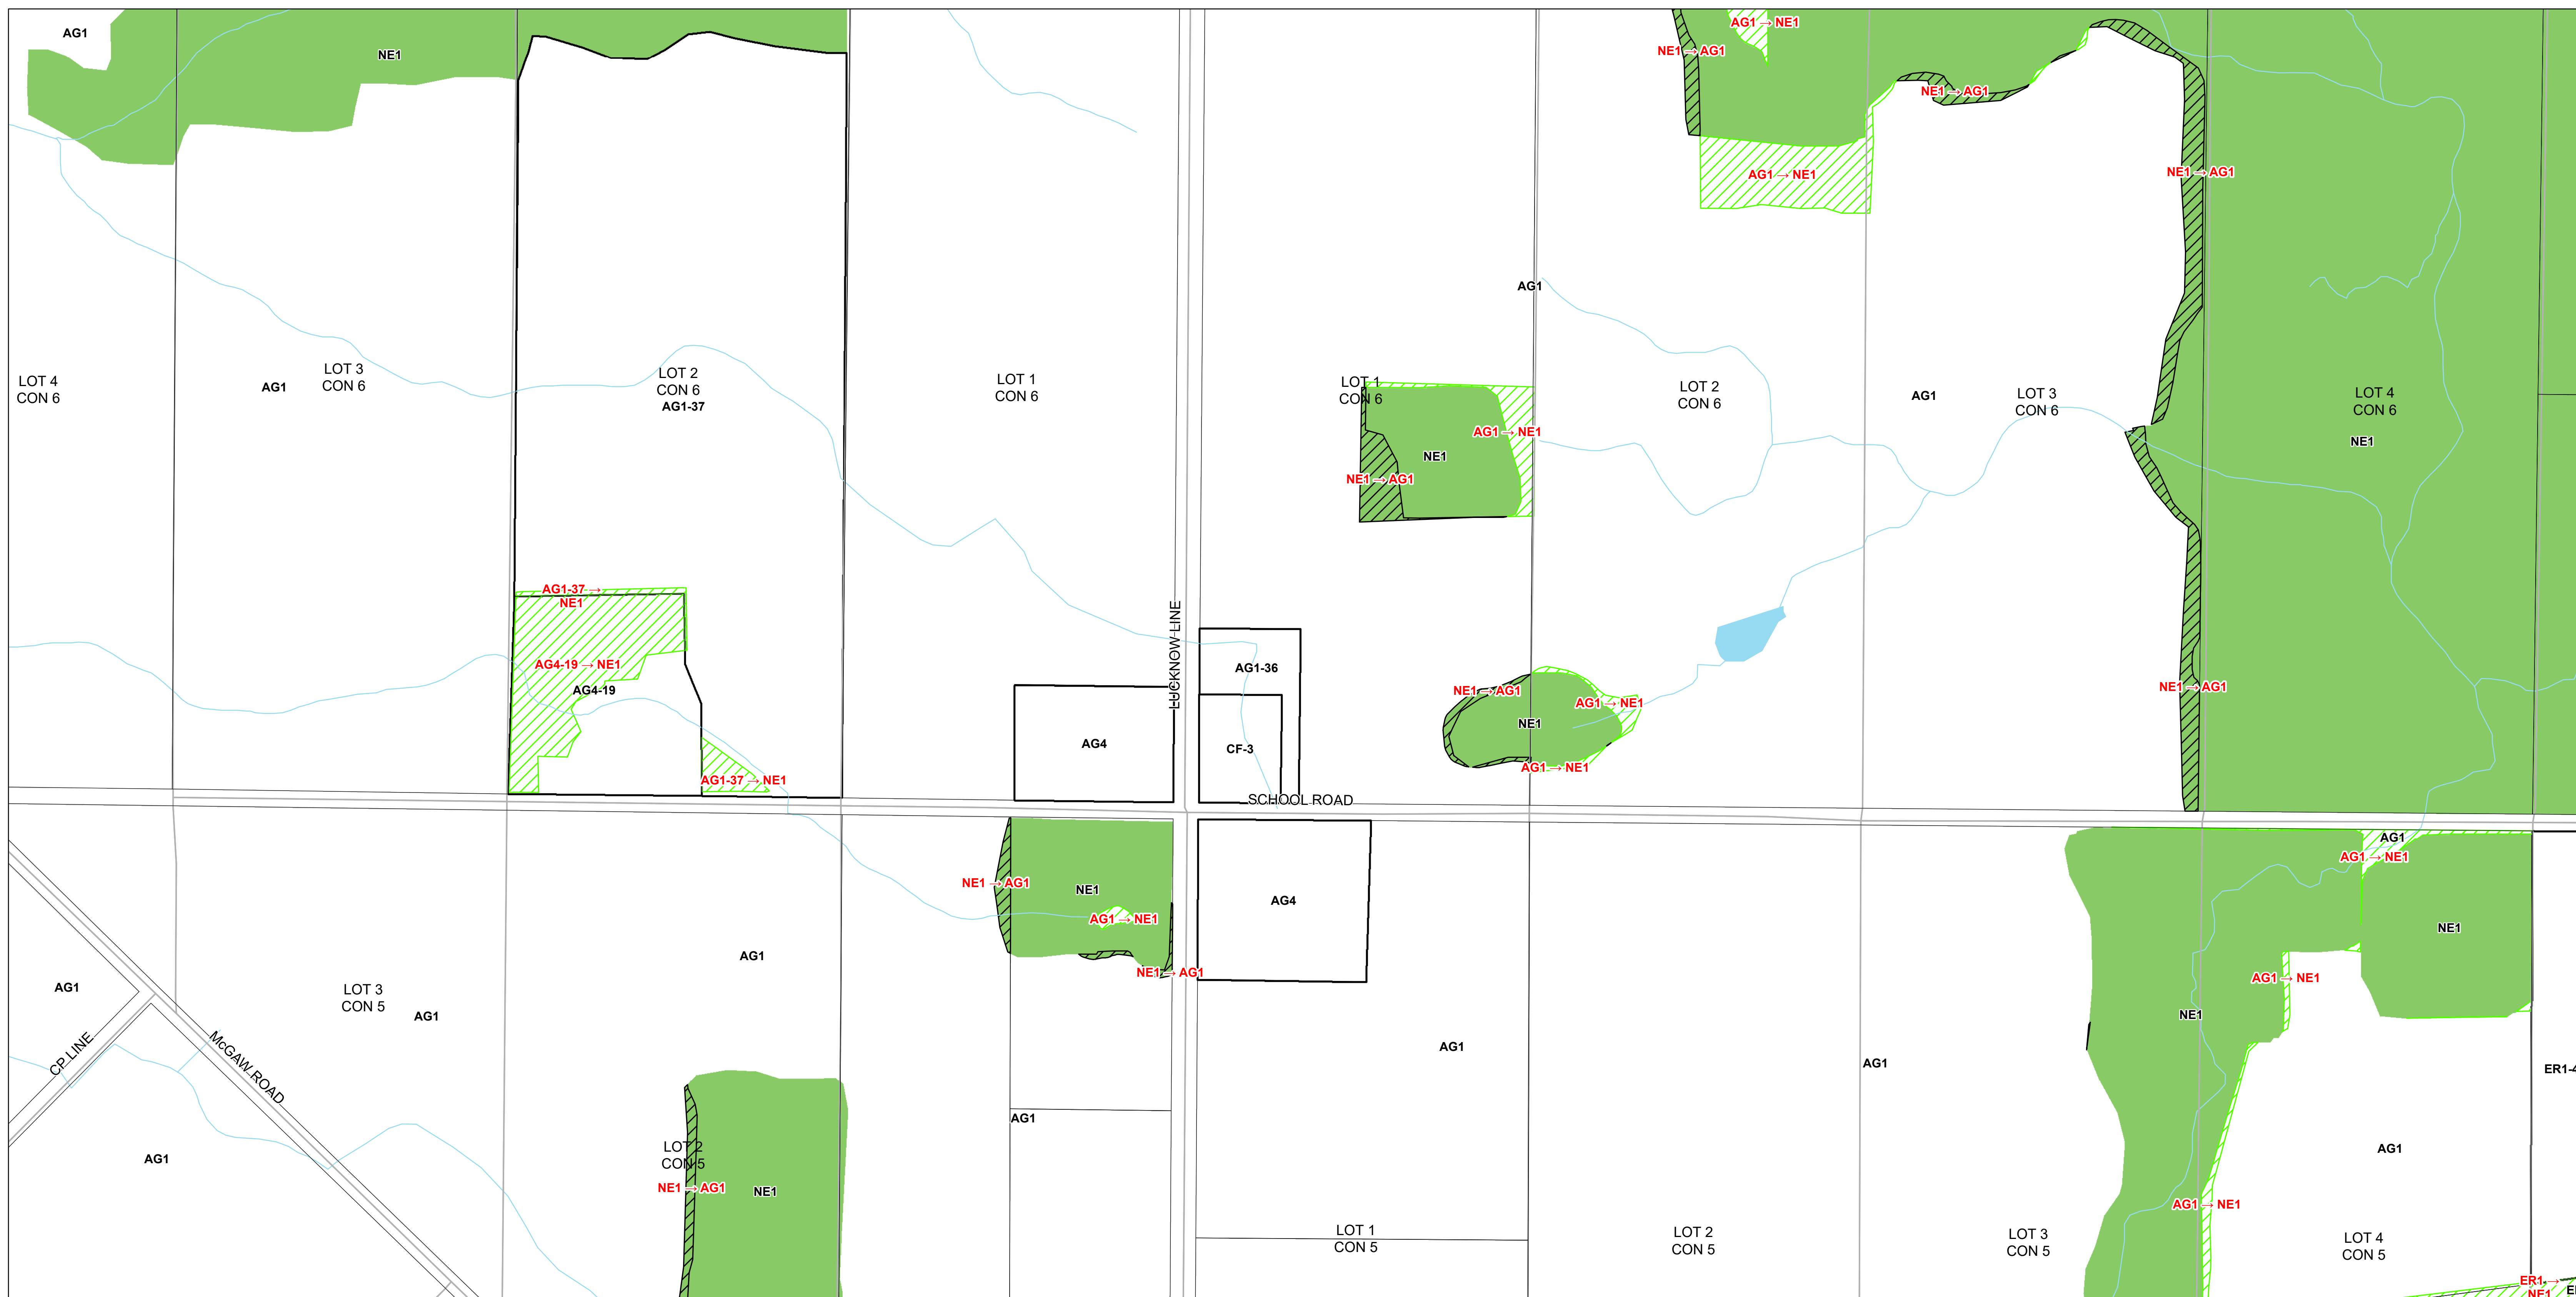 AG1
AG1 → NE1
NE1
NE1 → AG1
NE1 → AG1
NE1 → AG1
AG1 → NE1
AG1
LOT 4
CON 6
AG1
LOT 3
CON 6
LOT 2
CON 6
AG1-37
LOT 1
CON 6
LOT 1
CON 6
LOT 2
CON 6
AG1
LOT 3
CON 6
LOT 4
CON 6
NE1
AG1 → NE1
NE1
NE1 → AG1
AG1-37 →
NE1
AG4-19 → NE1
AG4-19
AG1-37 → NE1
LUCKNOW LINE
AG1-36
AG4
CF-3
NE1 → AG1
AG1 → NE1
NE1
AG1 → NE1
NE1 → AG1
SCHOOL ROAD
AG1
AG1 → NE1
NE1 → AG1
NE1
AG1 → NE1
AG4
NE1
AG1
NE1 → AG1
AG1 → NE1
AG1
LOT 3
CON 5
AG1
NE1
CP LINE
McGAW ROAD
AG1
AG1
ER1-4
AG1
AG1
LOT 2
CON 5
AG1
NE1 → AG1
NE1
AG1 → NE1
LOT 1
CON 5
LOT 2
CON 5
LOT 3
CON 5
LOT 4
CON 5
ER1 →
NE1